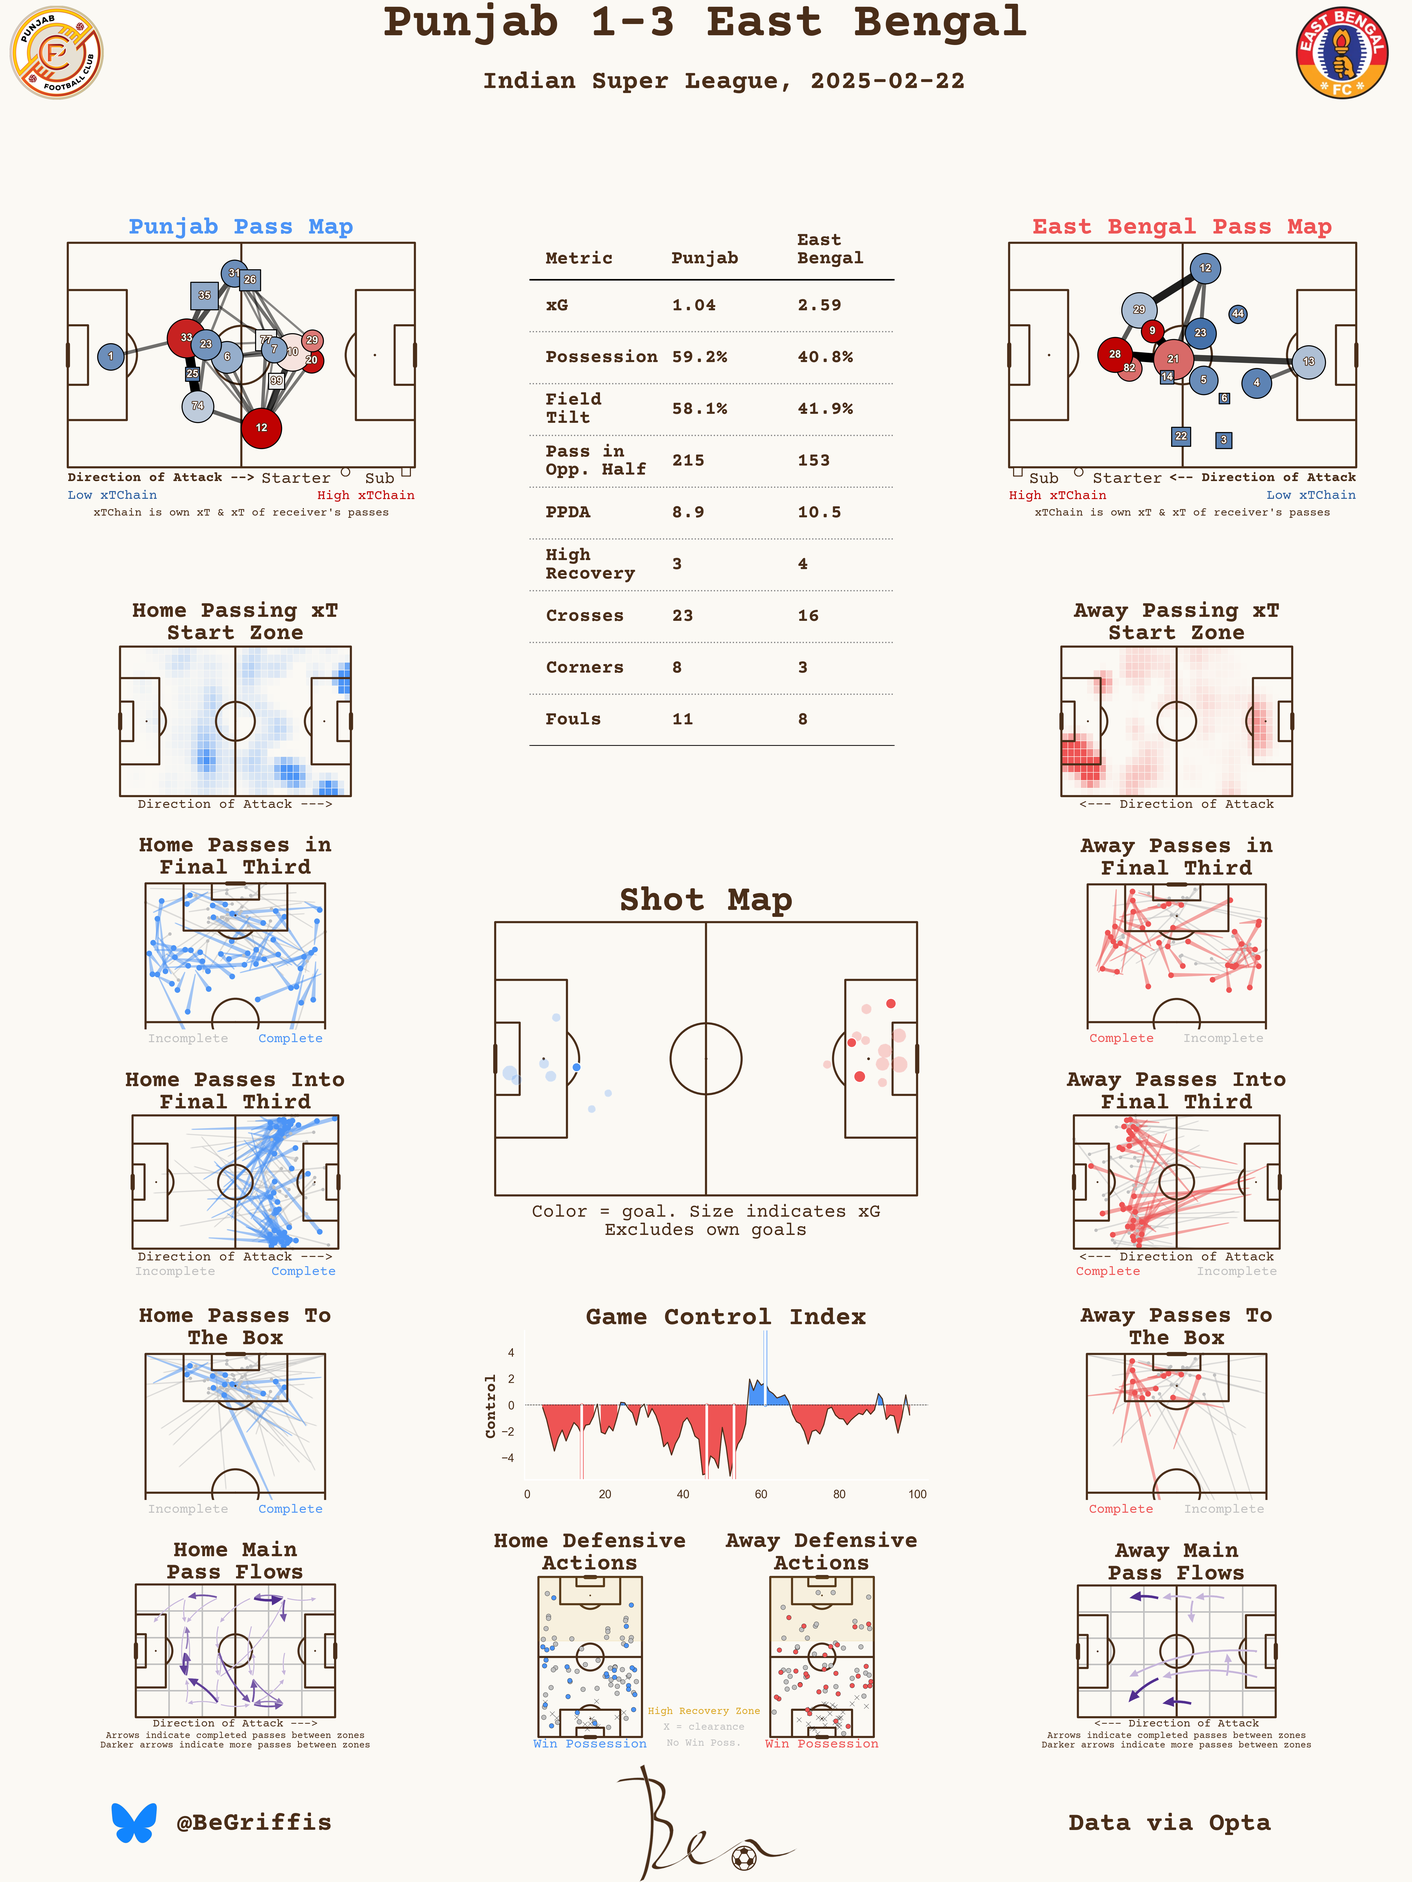 Punjab 1-3 East Bengal
Indian Super League, 2025-02-22
PUNJAB
FOOTBALL CLUB
EAST BENGAL
FC
Punjab Pass Map
31
26
35
33
23
6
77
7
10
29
20
1
25
99
74
12
Direction of Attack --> Starter Sub
Low xTChain High xTChain
xTChain is own xT & xT of receiver's passes
Metric Punjab East Bengal
xG 1.04 2.59
Possession 59.2% 40.8%
Field Tilt 58.1% 41.9%
Pass in Opp. Half 215 153
PPDA 8.9 10.5
High Recovery 3 4
Crosses 23 16
Corners 8 3
Fouls 11 8
East Bengal Pass Map
12
29
44
9
23
28
82
21
13
14
5
4
6
22
3
Sub Starter <-- Direction of Attack
High xTChain Low xTChain
xTChain is own xT & xT of receiver's passes
Home Passing xT
Start Zone
Direction of Attack --->
Away Passing xT
Start Zone
<--- Direction of Attack
Home Passes in
Final Third
Incomplete Complete
Away Passes in
Final Third
Complete Incomplete
Shot Map
Color = goal. Size indicates xG
Excludes own goals
Home Passes Into
Final Third
Direction of Attack --->
Incomplete Complete
Away Passes Into
Final Third
<--- Direction of Attack
Complete Incomplete
Home Passes To
The Box
Incomplete Complete
Game Control Index
Control
4
2
0
−2
−4
0 20 40 60 80 100
Away Passes To
The Box
Complete Incomplete
Home Main
Pass Flows
Direction of Attack --->
Arrows indicate completed passes between zones
Darker arrows indicate more passes between zones
Home Defensive
Actions
Win Possession
High Recovery Zone
X = clearance
No Win Poss.
Away Defensive
Actions
Win Possession
Away Main
Pass Flows
<--- Direction of Attack
Arrows indicate completed passes between zones
Darker arrows indicate more passes between zones
@BeGriffis
Ben
Data via Opta